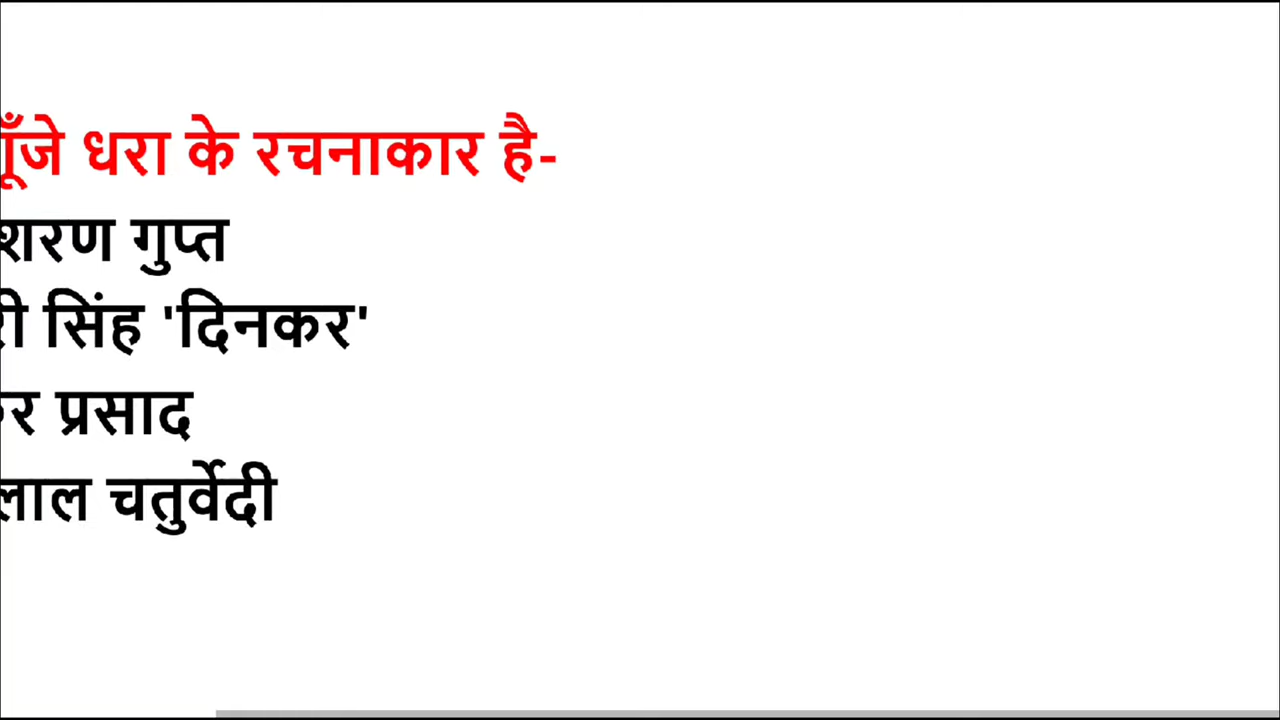 गूँजे धरा के रचनाकार है-
शरण गुप्त
री सिंह 'दिनकर'
र प्रसाद
लाल चतुर्वेदी